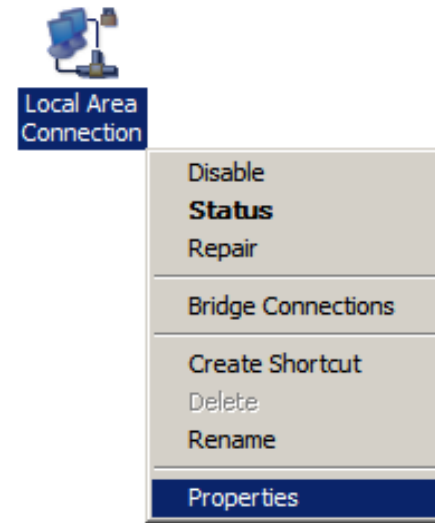 Local Area
Connection
Disable
Status
Repair
Bridge Connections
Create Shortcut
Delete
Rename
Properties